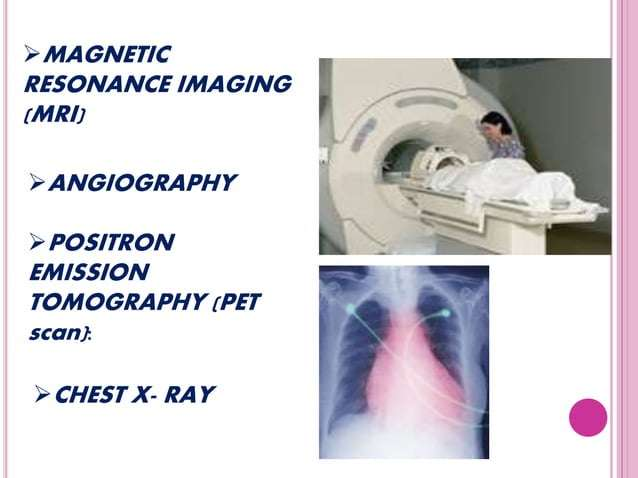 ➢MAGNETIC
RESONANCE IMAGING
(MRI)
➢ANGIOGRAPHY
➢POSITRON
EMISSION
TOMOGRAPHY (PET
scan):
➢CHEST X- RAY